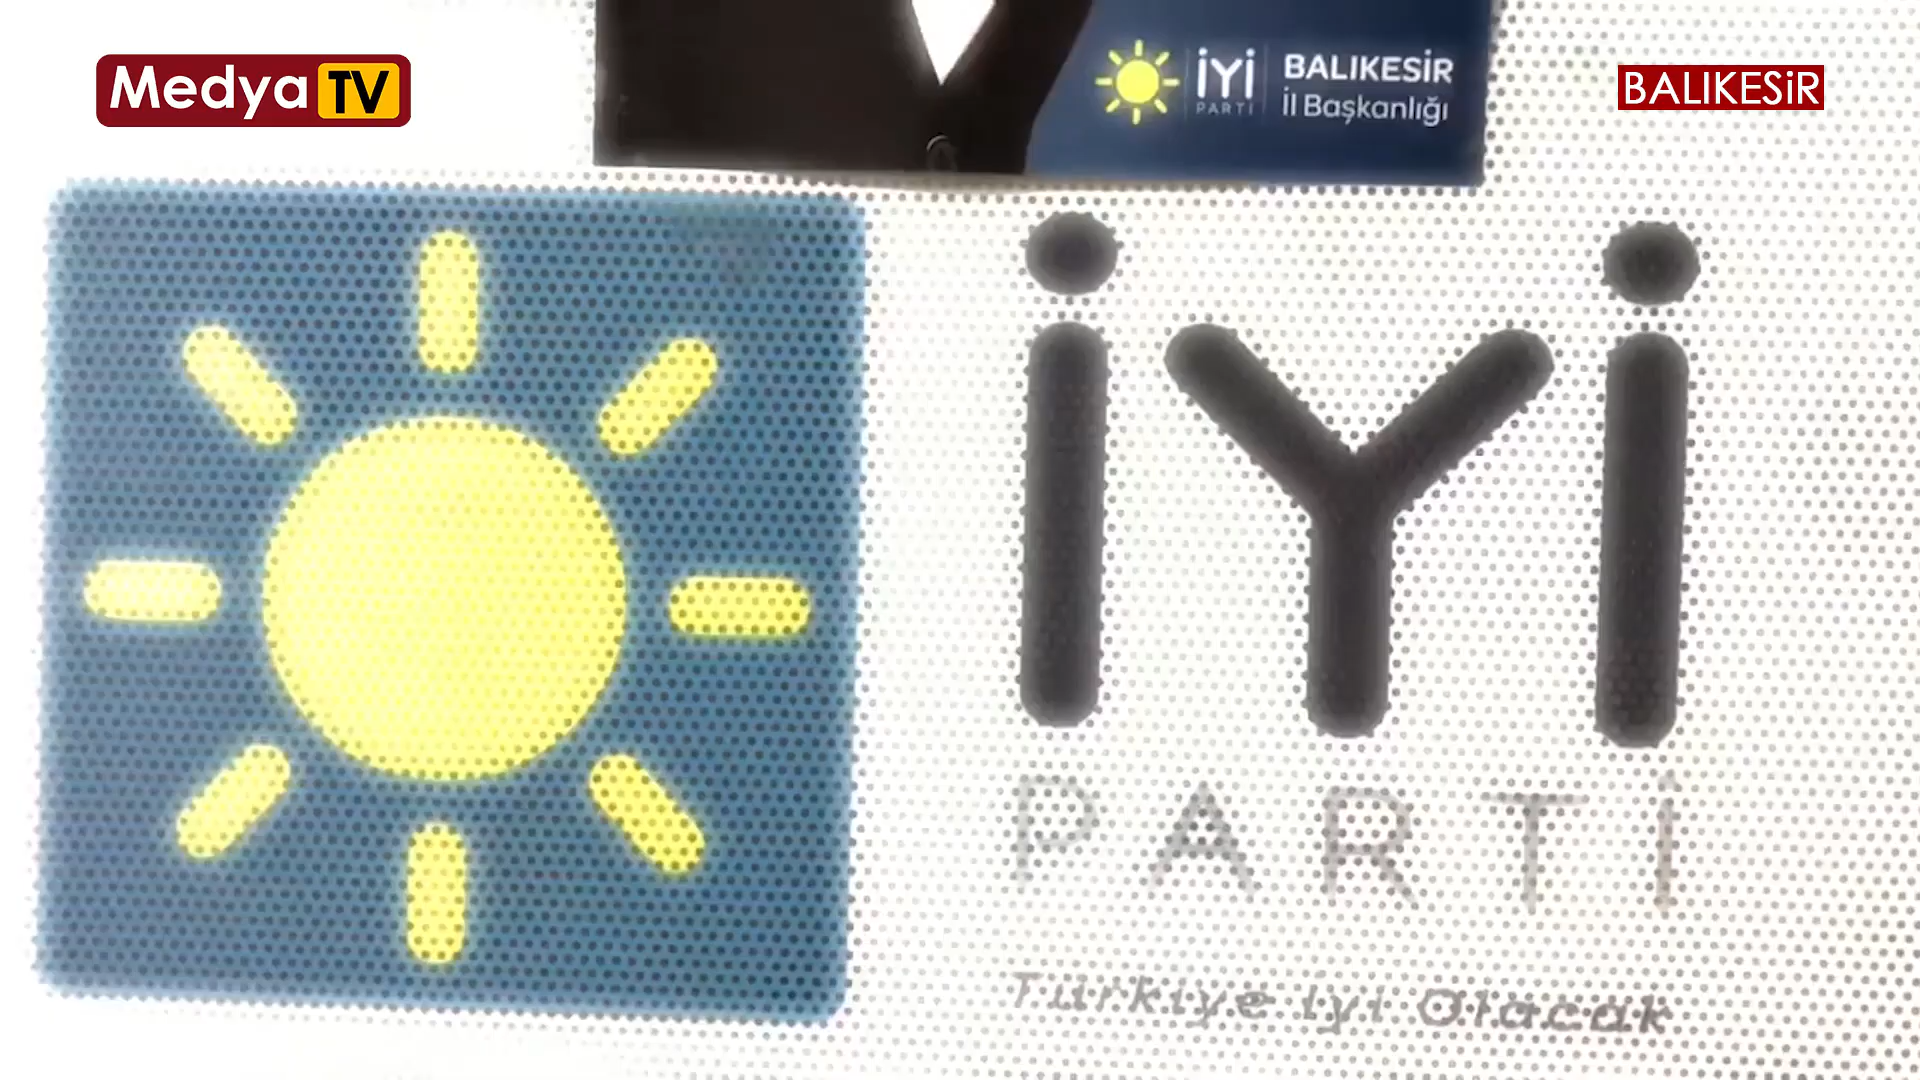 Medya TV
BALIKESİR
İYİ
PARTİ
BALIKESİR
İl Başkanlığı
İYİ
PARTİ
Türkiye İyi Olacak